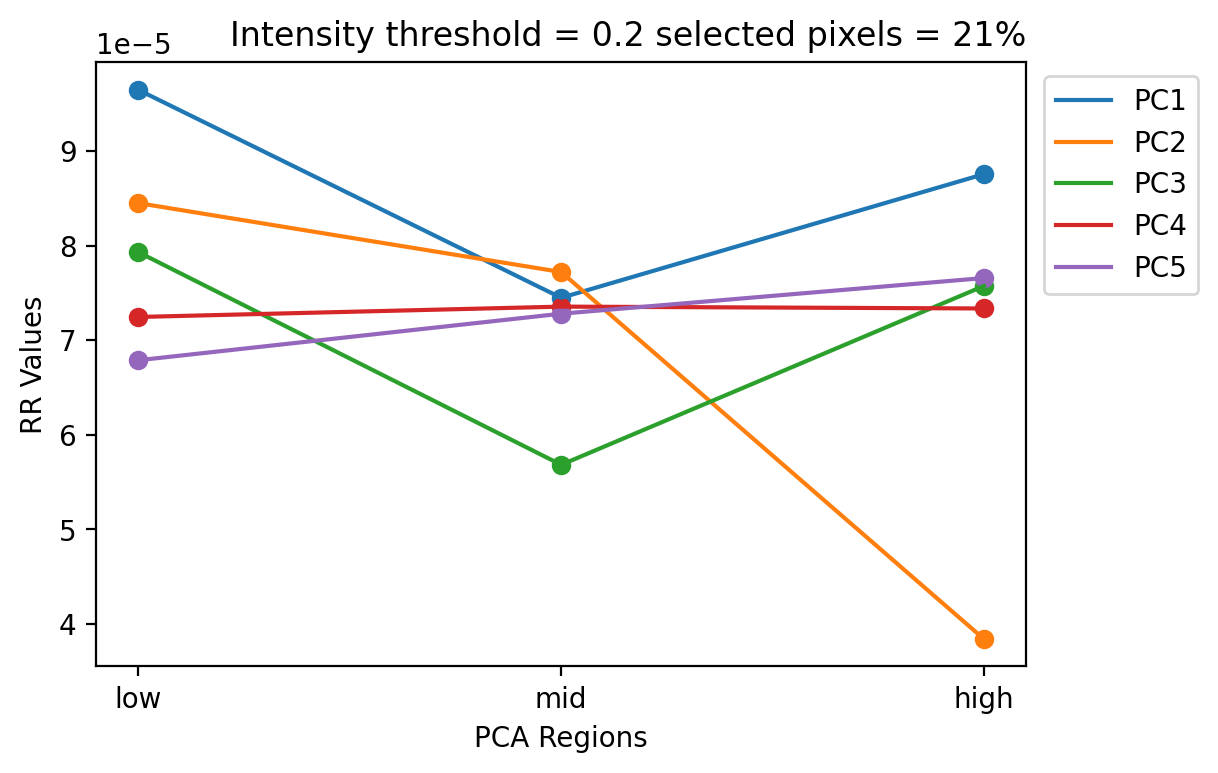 1e−5
Intensity threshold = 0.2 selected pixels = 21%
9
8
7
6
5
4
RR Values
low
mid
high
PCA Regions
PC1
PC2
PC3
PC4
PC5